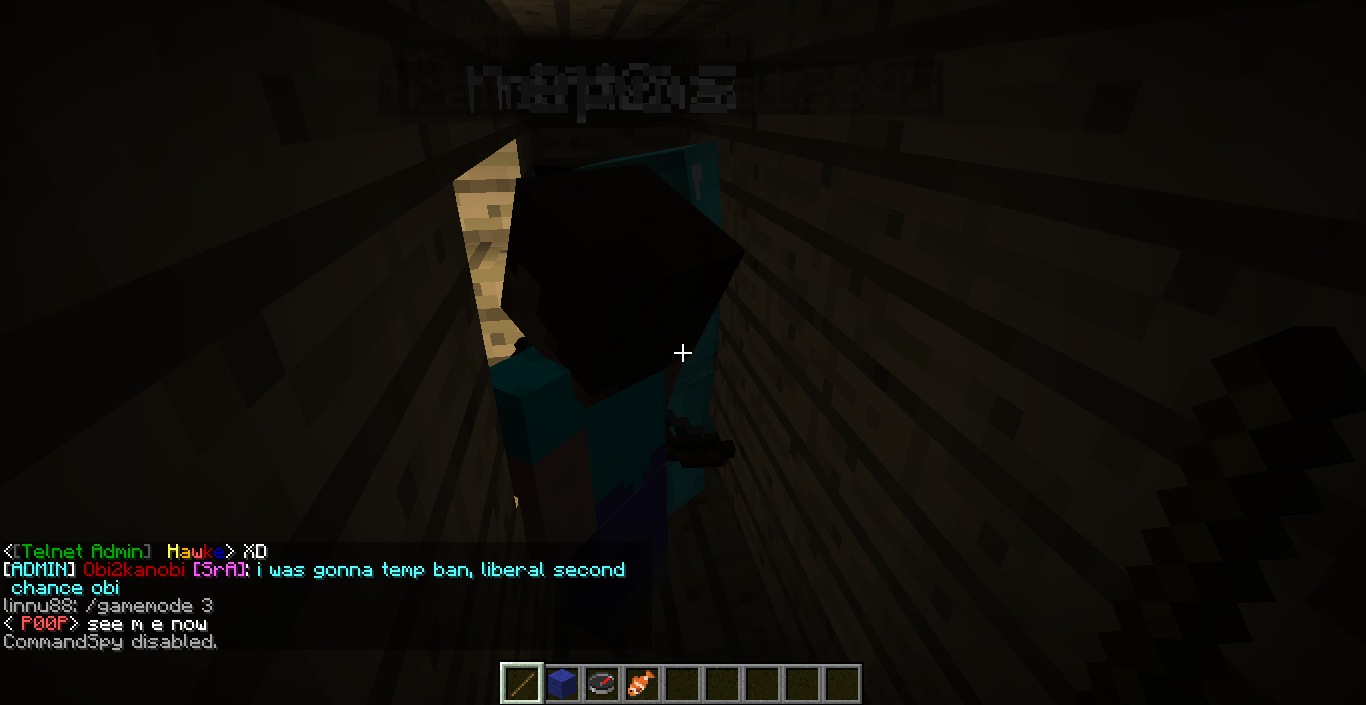 <[Telnet Admin] Hawke> XD
[ADMIN] Obi2kanobi [SrA]: i was gonna temp ban, liberal second
chance obi
linnu88: /gamemode 3
< P00P> see m e now
CommandSpy disabled.